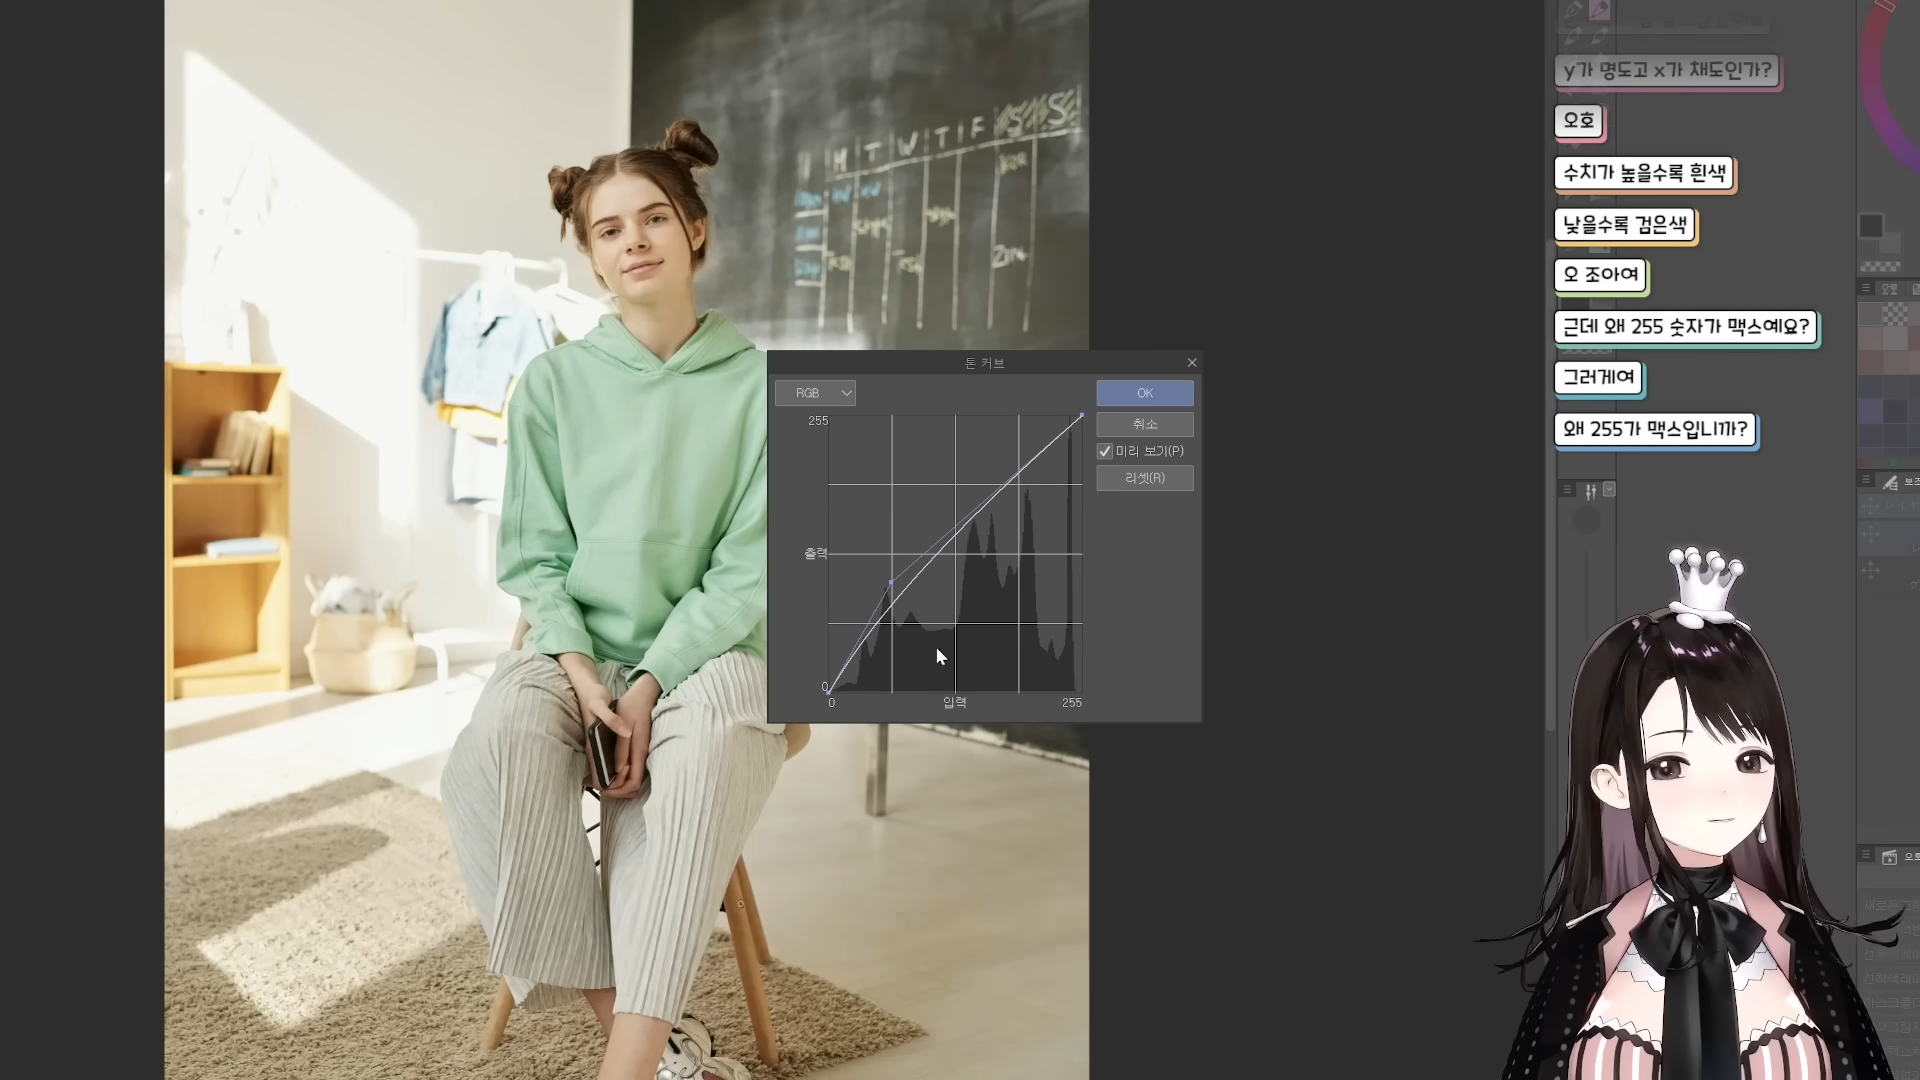 M T W T F S S
톤 커브
RGB
OK
취소
미리 보기(P)
리셋(R)
255
출력
0
0
입력
255
y가 명도고 x가 채도인가?
오호
수치가 높을수록 흰색
낮을수록 검은색
오 조아여
근데 왜 255 숫자가 맥스예요?
그러게여
왜 255가 맥스입니까?